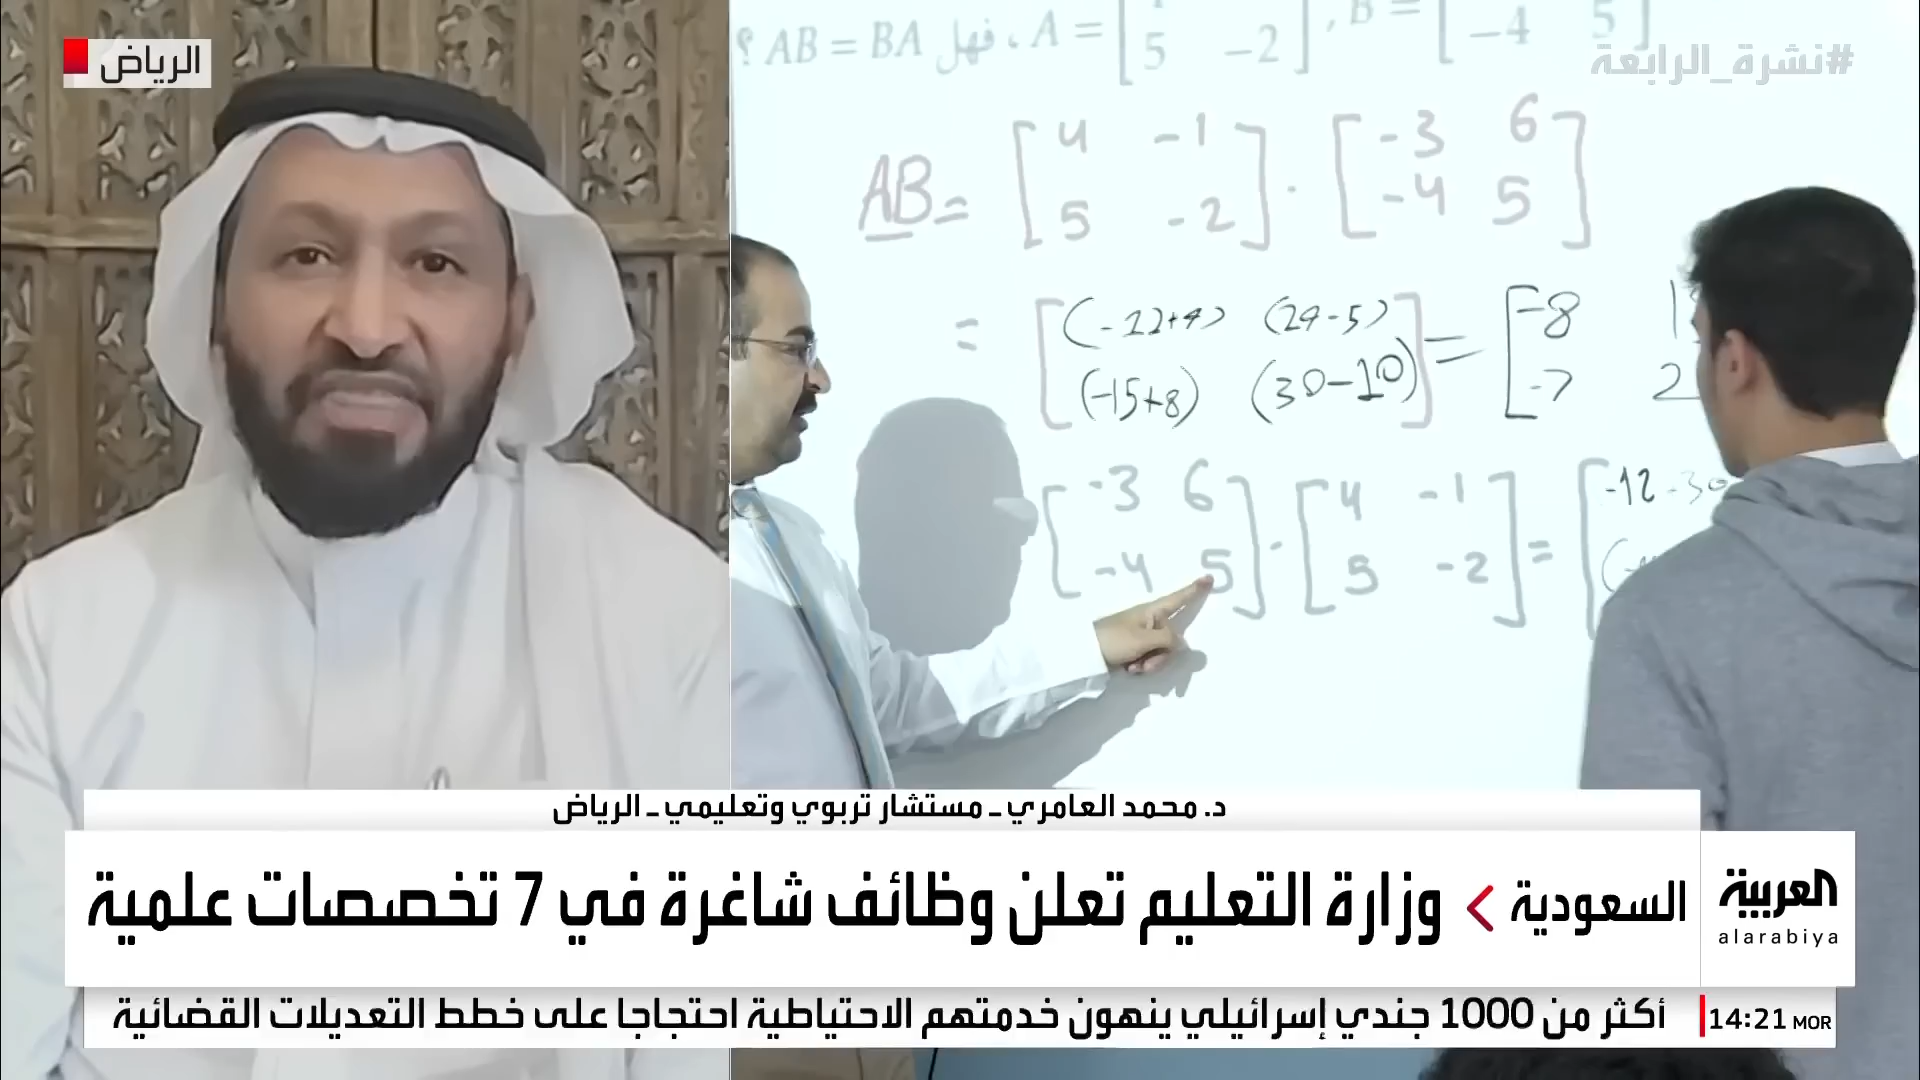 الرياض
#نشرة_الرابعة
5 -2 ، B = -4 5 ، A = فهل AB = BA ؟
AB = [4 -1] · [-3 6]
[5 -2] [-4 5]
= [(-12+4) (24-5)] = [-8
[(-15+8) (30-10)] [-7 2
[-3 6] · [4 -1] = [-12 -30
[-4 5] [5 -2]
د. محمد العامري - مستشار تربوي وتعليمي - الرياض
السعودية > وزارة التعليم تعلن وظائف شاغرة في 7 تخصصات علمية
العربية
alarabiya
14:21 MOR
أكثر من 1000 جندي إسرائيلي ينهون خدمتهم الاحتياطية احتجاجا على خطط التعديلات القضائية